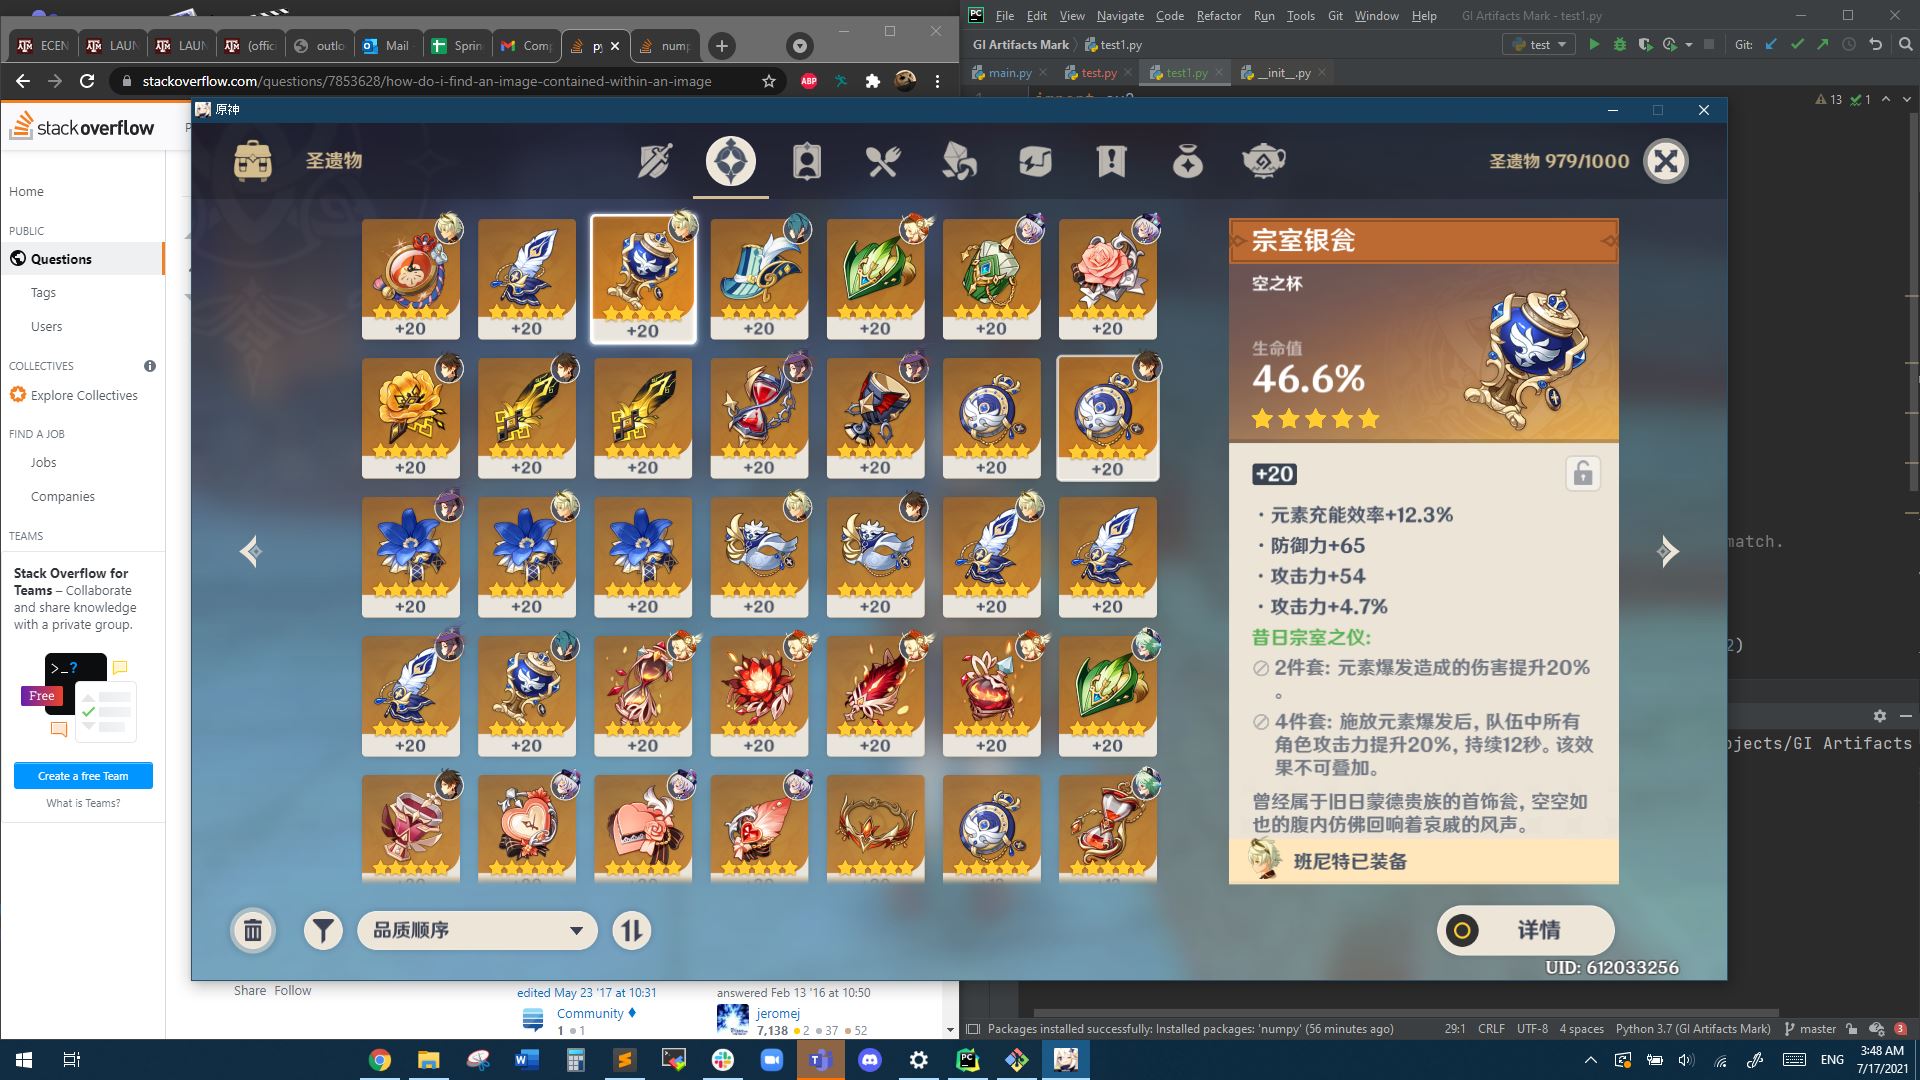 ECEN
LAUN
LAUN
(offici
outlo
Mail
Sprin
Comp
py
nump
stackoverflow.com/questions/7853628/how-do-i-find-an-image-contained-within-an-image
ABP
PC File Edit View Navigate Code Refactor Run Tools Git Window Help GI Artifacts Mark - test1.py
GI Artifacts Mark test1.py
test
Git:
main.py test.py test1.py __init__.py
13 1
原神
stackoverflow
Home
PUBLIC
Questions
Tags
Users
COLLECTIVES
Explore Collectives
FIND A JOB
Jobs
Companies
TEAMS
Stack Overflow for
Teams – Collaborate
and share knowledge
with a private group.
>_?
Free
Create a free Team
What is Teams?
圣遗物
圣遗物 979/1000
+20 +20 +20 +20 +20 +20 +20
+20 +20 +20 +20 +20 +20 +20
+20 +20 +20 +20 +20 +20 +20
+20 +20 +20 +20 +20 +20 +20
宗室银瓮
空之杯
生命值
46.6%
+20
·元素充能效率+12.3%
·防御力+65
·攻击力+54
·攻击力+4.7%
昔日宗室之仪:
2件套: 元素爆发造成的伤害提升20%
。
4件套: 施放元素爆发后, 队伍中所有
角色攻击力提升20%, 持续12秒。该效
果不可叠加。
曾经属于旧日蒙德贵族的首饰瓮, 空空如
也的腹内仿佛回响着哀戚的风声。
班尼特已装备
品质顺序
详情
UID: 612033256
match.
2)
ojects/GI Artifacts
Share Follow
edited May 23 '17 at 10:31
Community
1 1
answered Feb 13 '16 at 10:50
jeromej
7,138 2 37 52
Packages installed successfully: Installed packages: 'numpy' (56 minutes ago)
29:1 CRLF UTF-8 4 spaces Python 3.7 (GI Artifacts Mark) master
3
ENG
3:48 AM
7/17/2021